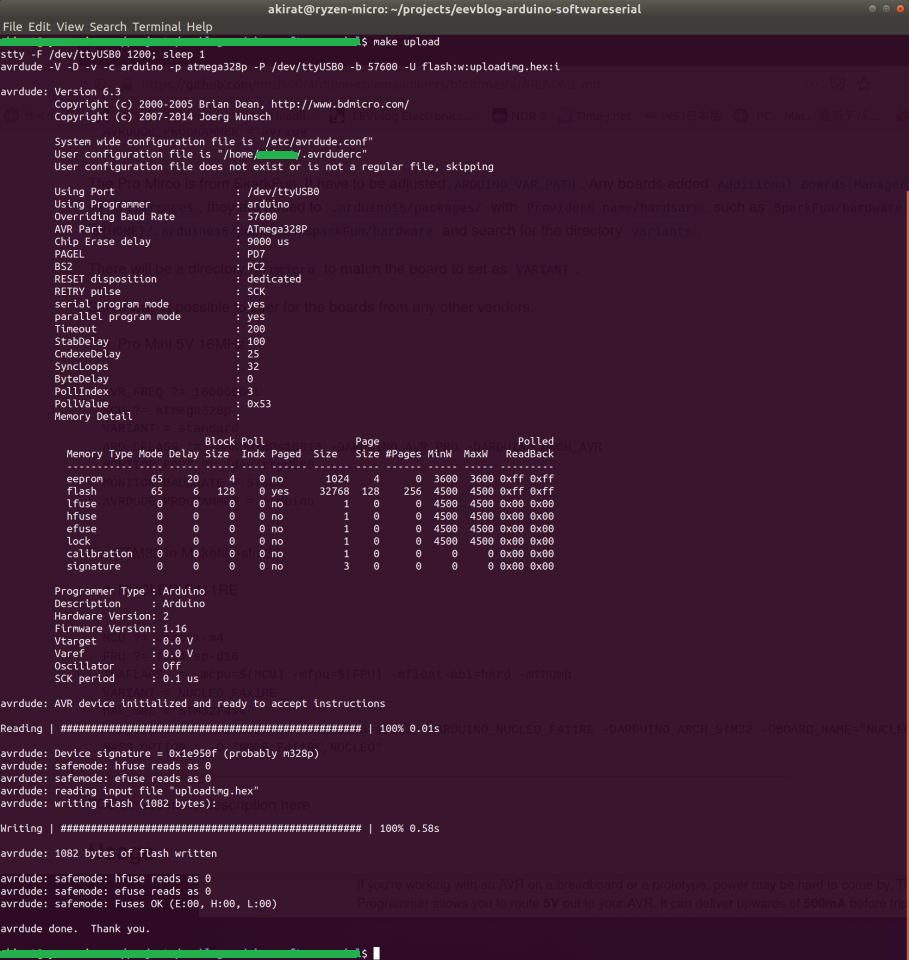 akirat@ryzen-micro: ~/projects/eevblog-arduino-softwareserial
File Edit View Search Terminal Help
$ make upload
stty -F /dev/ttyUSB0 1200; sleep 1
avrdude -V -D -v -c arduino -p atmega328p -P /dev/ttyUSB0 -b 57600 -U flash:w:uploadimg.hex:i
avrdude: Version 6.3
Copyright (c) 2000-2005 Brian Dean, http://www.bdmicro.com/
Copyright (c) 2007-2014 Joerg Wunsch
System wide configuration file is "/etc/avrdude.conf"
User configuration file is "/home/ /.avrduderc"
User configuration file does not exist or is not a regular file, skipping
Using Port : /dev/ttyUSB0
Using Programmer : arduino
Overriding Baud Rate : 57600
AVR Part : ATmega328P
Chip Erase delay : 9000 us
PAGEL : PD7
BS2 : PC2
RESET disposition : dedicated
RETRY pulse : SCK
serial program mode : yes
parallel program mode : yes
Timeout : 200
StabDelay : 100
CmdexeDelay : 25
SyncLoops : 32
ByteDelay : 0
PollIndex : 3
PollValue : 0x53
Memory Detail :
Block Poll Page Polled
Memory Type Mode Delay Size Indx Paged Size Size #Pages MinW MaxW ReadBack
----------- ---- ----- ----- ---- ------ ------ ---- ------ ----- ----- ---------
eeprom 65 20 4 0 no 1024 4 0 3600 3600 0xff 0xff
flash 65 6 128 0 yes 32768 128 256 4500 4500 0xff 0xff
lfuse 0 0 0 0 no 1 0 0 4500 4500 0x00 0x00
hfuse 0 0 0 0 no 1 0 0 4500 4500 0x00 0x00
efuse 0 0 0 0 no 1 0 0 4500 4500 0x00 0x00
lock 0 0 0 0 no 1 0 0 4500 4500 0x00 0x00
calibration 0 0 0 0 no 1 0 0 0 0 0x00 0x00
signature 0 0 0 0 no 3 0 0 0 0 0x00 0x00
Programmer Type : Arduino
Description : Arduino
Hardware Version: 2
Firmware Version: 1.16
Vtarget : 0.0 V
Varef : 0.0 V
Oscillator : Off
SCK period : 0.1 us
avrdude: AVR device initialized and ready to accept instructions
Reading | ################################################## | 100% 0.01s
avrdude: Device signature = 0x1e950f (probably m328p)
avrdude: safemode: hfuse reads as 0
avrdude: safemode: efuse reads as 0
avrdude: reading input file "uploadimg.hex"
avrdude: writing flash (1082 bytes):
Writing | ################################################## | 100% 0.58s
avrdude: 1082 bytes of flash written
avrdude: safemode: hfuse reads as 0
avrdude: safemode: efuse reads as 0
avrdude: safemode: Fuses OK (E:00, H:00, L:00)
avrdude done.  Thank you.
$